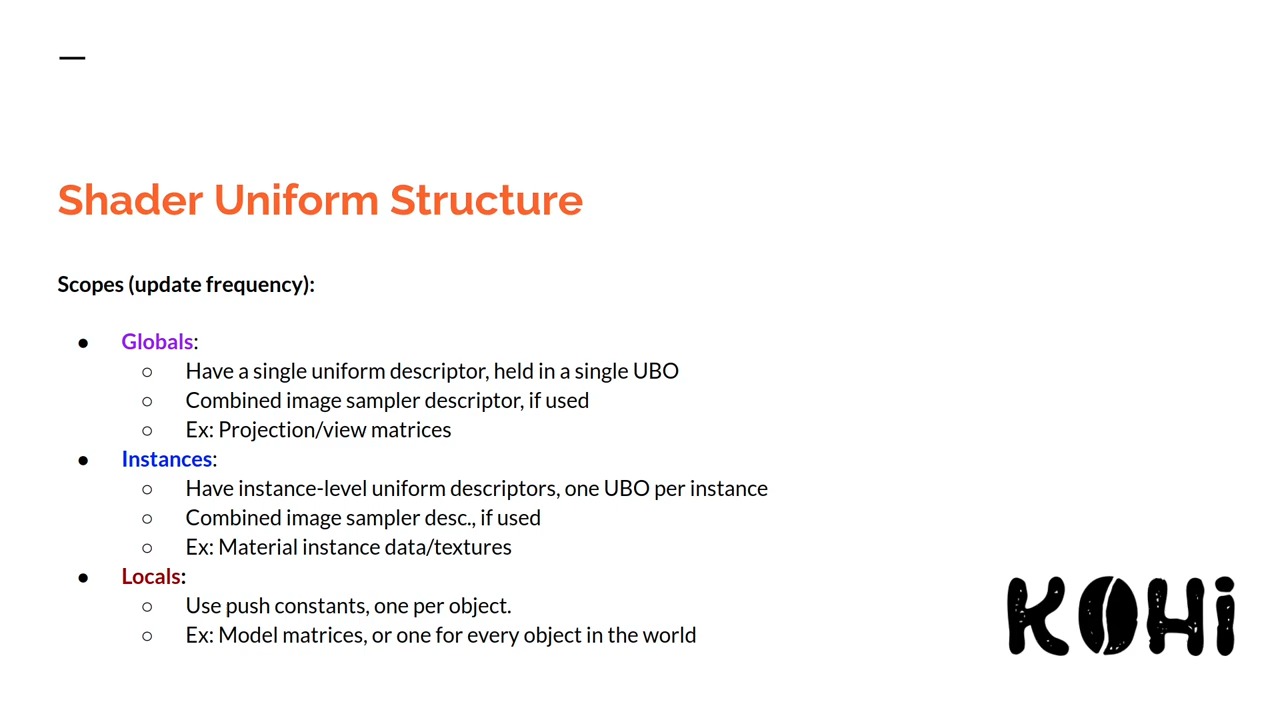 Shader Uniform Structure
Scopes (update frequency):
● Globals:
○ Have a single uniform descriptor, held in a single UBO
○ Combined image sampler descriptor, if used
○ Ex: Projection/view matrices
● Instances:
○ Have instance-level uniform descriptors, one UBO per instance
○ Combined image sampler desc., if used
○ Ex: Material instance data/textures
● Locals:
○ Use push constants, one per object.
○ Ex: Model matrices, or one for every object in the world
KOHi